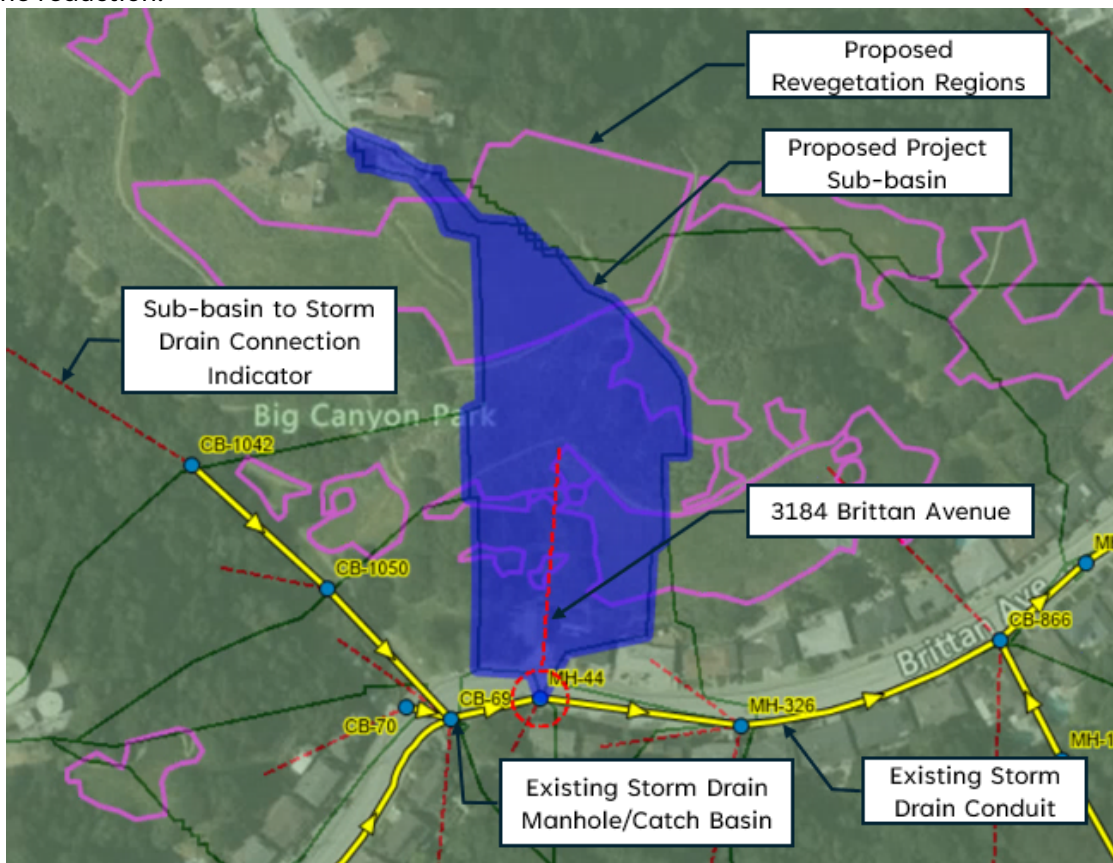 Proposed
Revegetation Regions
Proposed Project
Sub-basin
Sub-basin to Storm
Drain Connection
Indicator
Big Canyon Park
CB-1042
3184 Brittan Avenue
CB-1050
Brittan Ave
CB-866
MH-44
CB-69
CB-70
MH-326
MH-1
Existing Storm Drain
Manhole/Catch Basin
Existing Storm
Drain Conduit